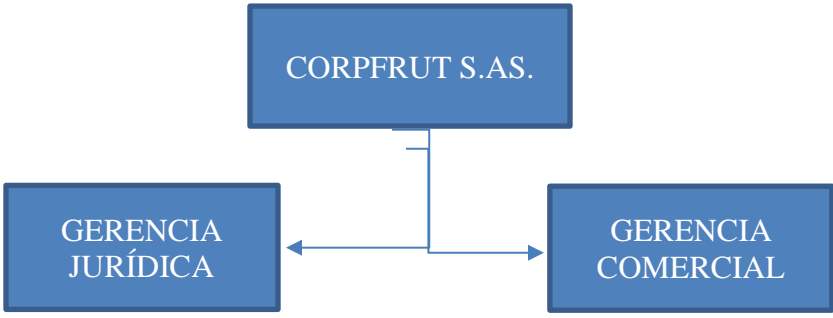 CORPFRUT S.AS.
GERENCIA
JURÍDICA
GERENCIA
COMERCIAL